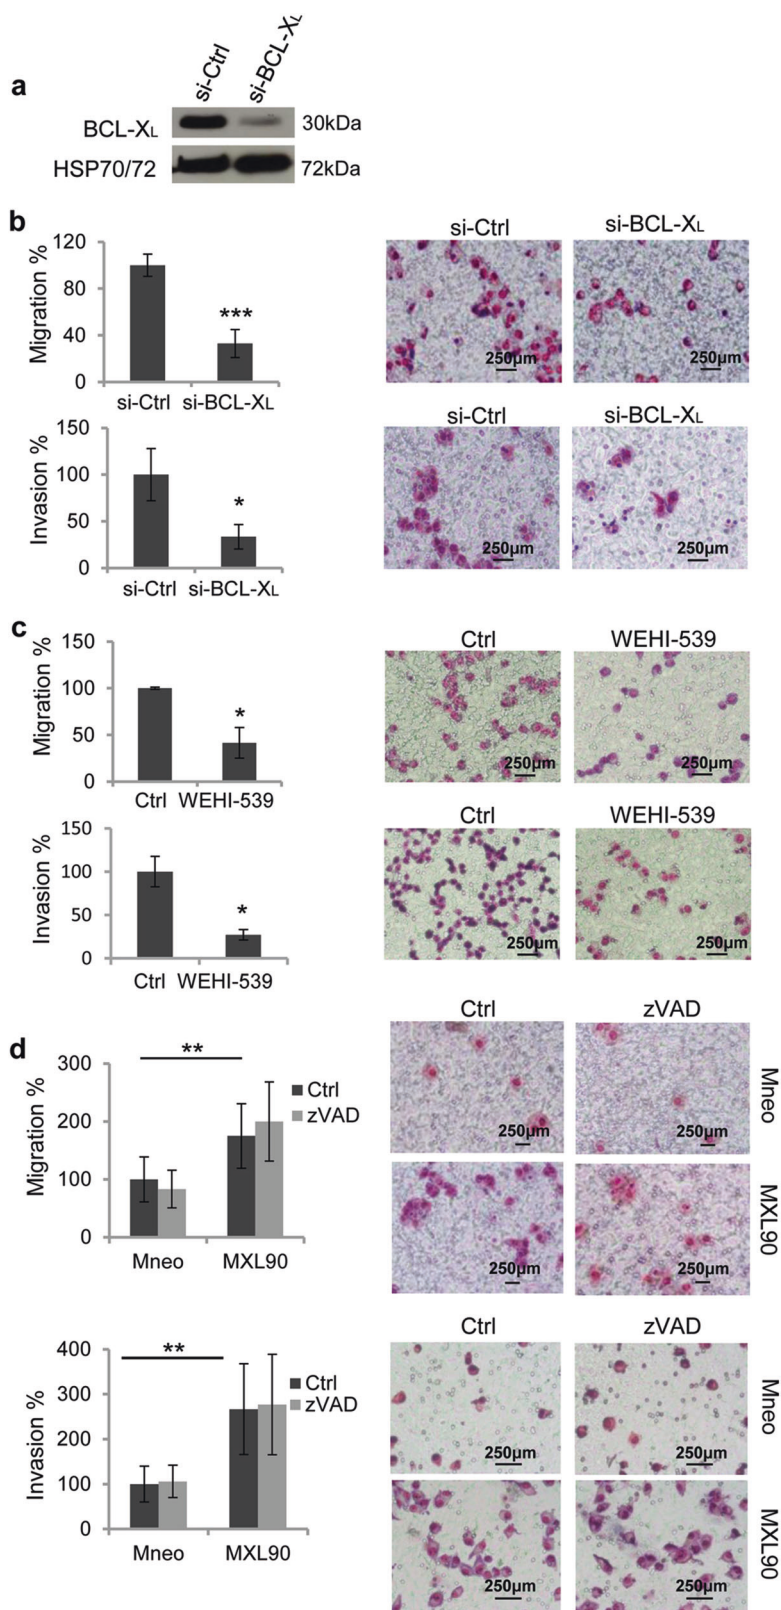 a
si-Ctrl
si-BCL-XL
BCL-XL
30kDa
HSP70/72
72kDa
b
Migration %
120
80
40
0
***
si-Ctrl si-BCL-XL
si-Ctrl
si-BCL-XL
250µm
250µm
Invasion %
150
100
50
0
*
si-Ctrl si-BCL-XL
si-Ctrl
si-BCL-XL
250µm
250µm
c
Migration %
150
100
50
0
*
Ctrl WEHI-539
Ctrl
WEHI-539
250µm
250µm
Invasion %
150
100
50
0
*
Ctrl WEHI-539
Ctrl
WEHI-539
250µm
250µm
d
Migration %
300
200
100
0
**
Ctrl
zVAD
Mneo
MXL90
Ctrl
zVAD
250µm
250µm
Mneo
250µm
250µm
MXL90
Invasion %
400
300
200
100
0
**
Ctrl
zVAD
Mneo
MXL90
Ctrl
zVAD
250µm
250µm
Mneo
250µm
250µm
MXL90